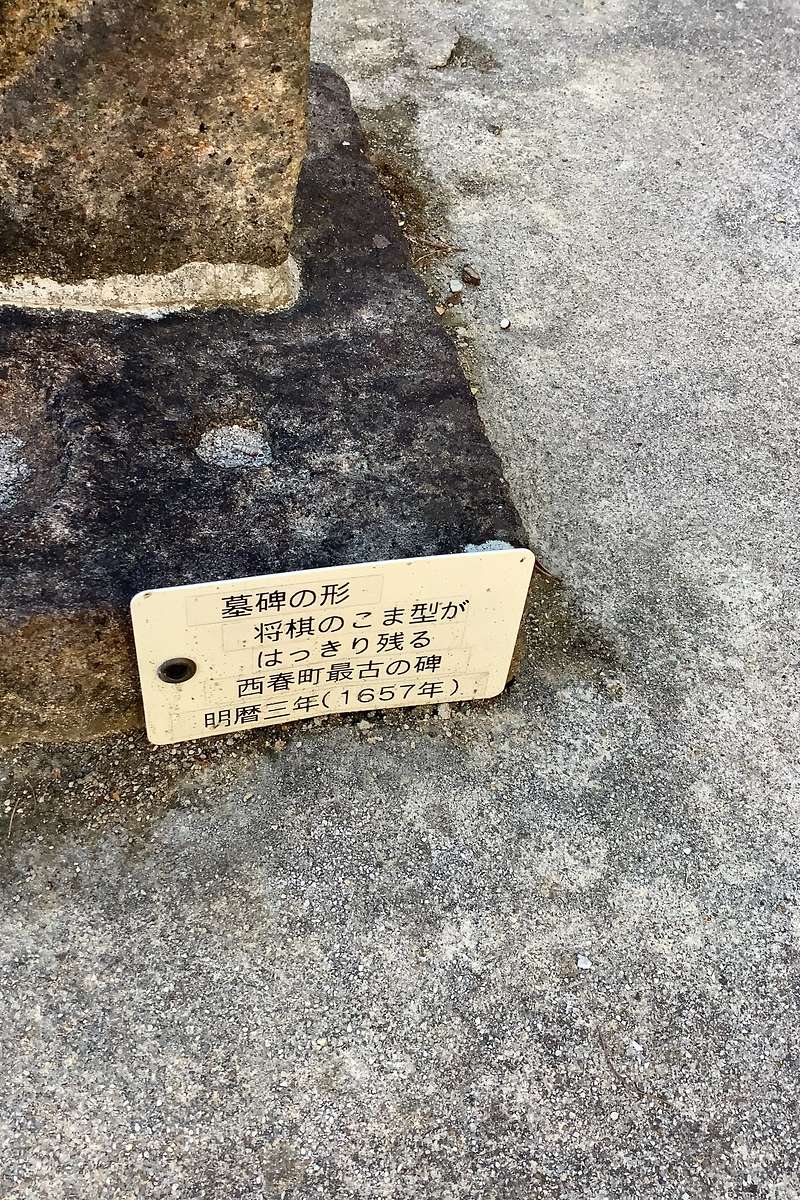 墓碑の形
将棋のこま型が
はっきり残る
西春町最古の碑
明暦三年(1657年)